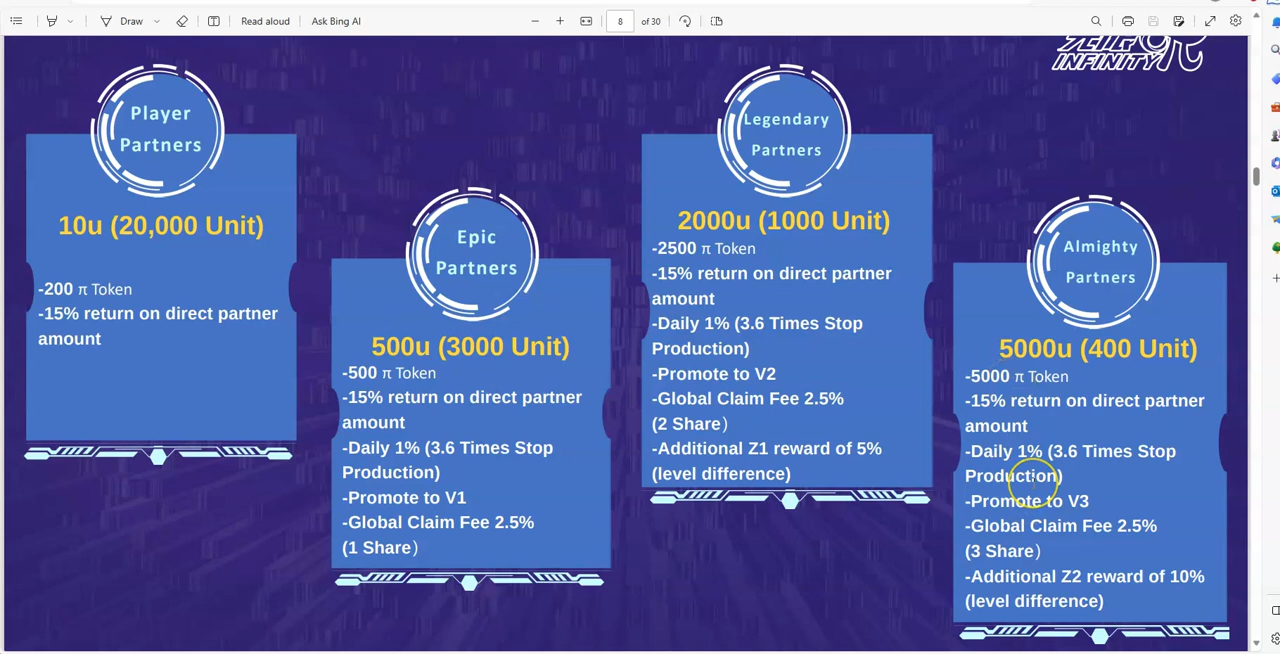 Draw
Read aloud
Ask Bing AI
8
of 30
INFINITY
Player
Partners
10u (20,000 Unit)
-200 π Token
-15% return on direct partner
amount
Epic
Partners
500u (3000 Unit)
-500 π Token
-15% return on direct partner
amount
-Daily 1% (3.6 Times Stop
Production)
-Promote to V1
-Global Claim Fee 2.5%
(1 Share）
Legendary
Partners
2000u (1000 Unit)
-2500 π Token
-15% return on direct partner
amount
-Daily 1% (3.6 Times Stop
Production)
-Promote to V2
-Global Claim Fee 2.5%
(2 Share）
-Additional Z1 reward of 5%
(level difference)
Almighty
Partners
5000u (400 Unit)
-5000 π Token
-15% return on direct partner
amount
-Daily 1% (3.6 Times Stop
Production)
-Promote to V3
-Global Claim Fee 2.5%
(3 Share）
-Additional Z2 reward of 10%
(level difference)